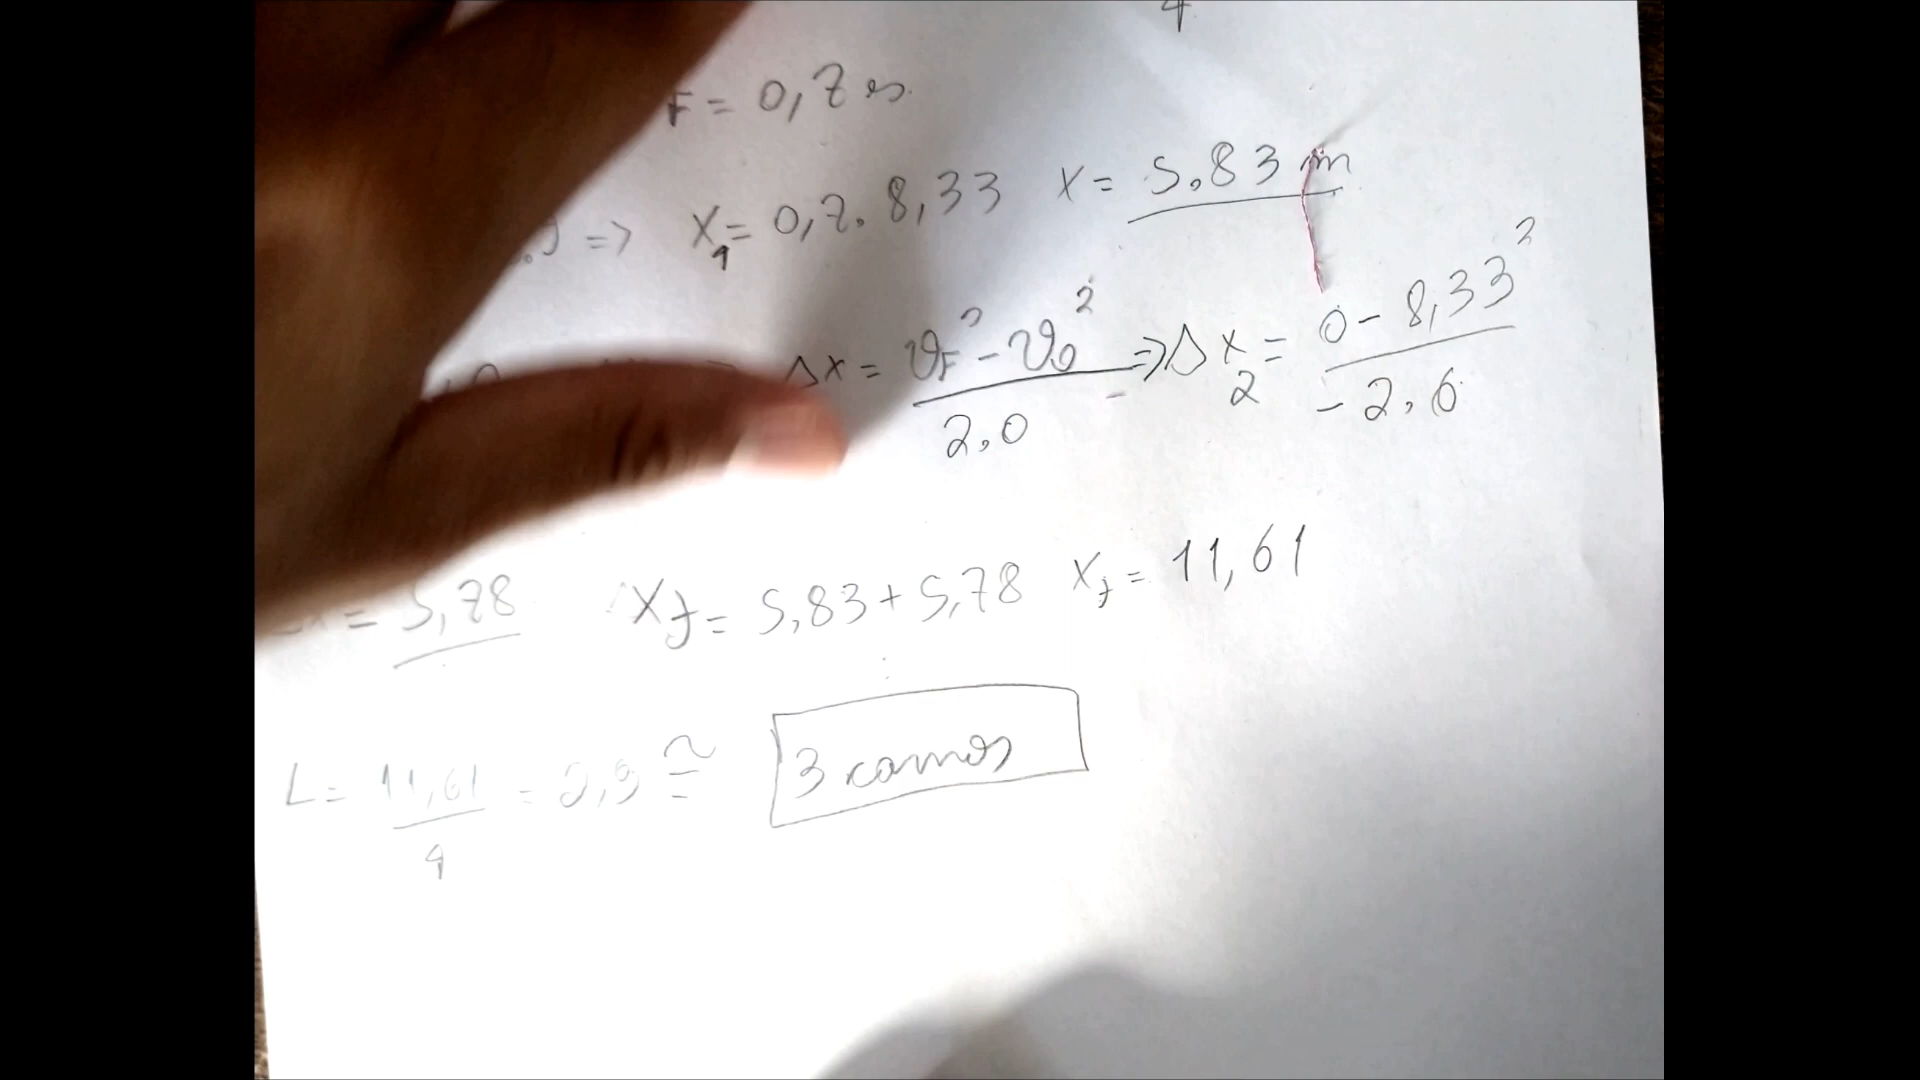 4
F = 0,7 s.
=> X1 = 0,7 . 8,33 X = 5,83 m
Δx = vF² - v0² / 2.a => Δx2 = 0 - 8,33² / -2.6
= 5,78 Xf = 5,83 + 5,78 Xf = 11,61
L = 11,61 / 4 = 2,9 ≅ 3 carros